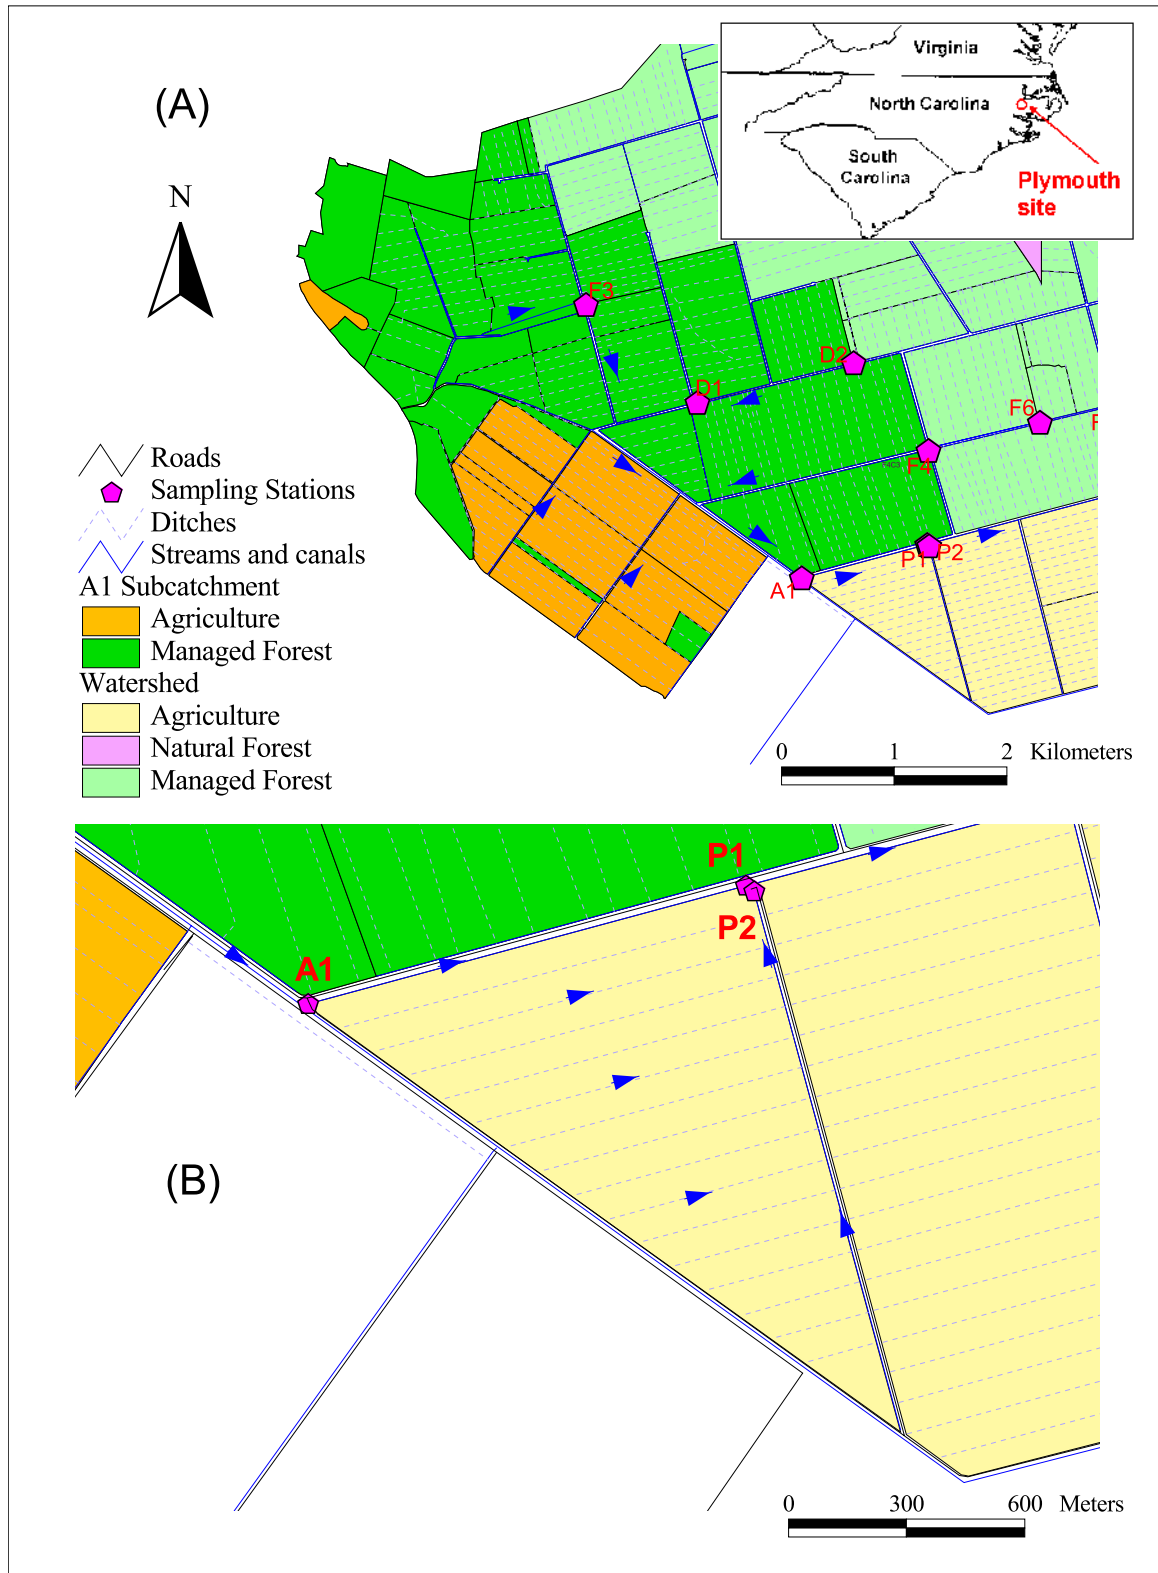 (A)
N
Virginia
North Carolina
South
Carolina
Plymouth
site
F3
D1
D2
F6
F
F4
F4C3
P1
P2
A1
Roads
Sampling Stations
Ditches
Streams and canals
A1 Subcatchment
Agriculture
Managed Forest
Watershed
Agriculture
Natural Forest
Managed Forest
0 1 2 Kilometers
P1
P2
A1
(B)
0 300 600 Meters